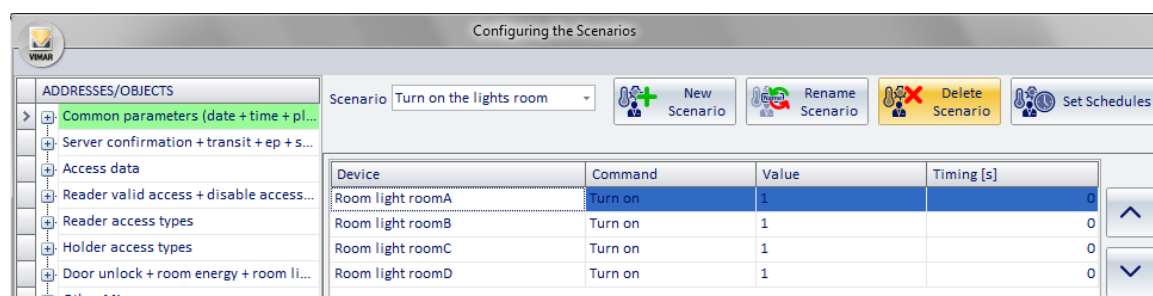 Configuring the Scenarios
VIMAR
ADDRESSES/OBJECTS
Common parameters (date + time + pl...
Server confirmation + transit + ep + s...
Access data
Reader valid access + disable access...
Reader access types
Holder access types
Door unlock + room energy + room li...
Scenario Turn on the lights room
New Scenario
Rename Scenario
Delete Scenario
Set Schedules
Device Command Value Timing [s]
Room light roomA Turn on 1 0
Room light roomB Turn on 1 0
Room light roomC Turn on 1 0
Room light roomD Turn on 1 0